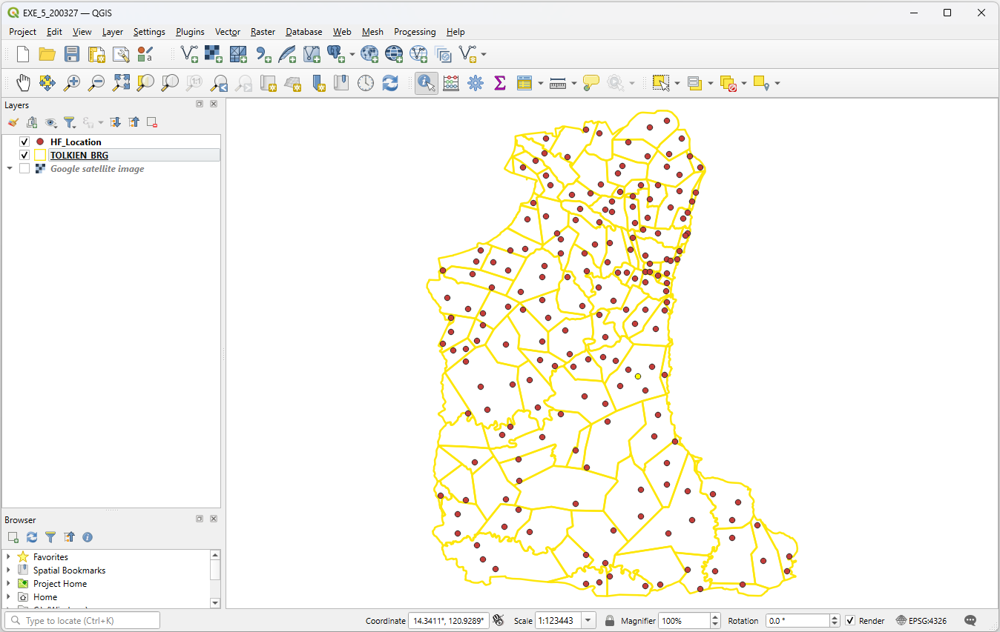 EXE_5_200327 — QGIS
Project Edit View Layer Settings Plugins Vector Raster Database Web Mesh Processing Help
Layers
HF_Location
TOLKIEN_BRG
Google satellite image
Browser
Favorites
Spatial Bookmarks
Project Home
Home
Type to locate (Ctrl+K) Coordinate 14.3411°, 120.9289° Scale 1:123443 Magnifier 100% Rotation 0.0 ° Render EPSG:4326